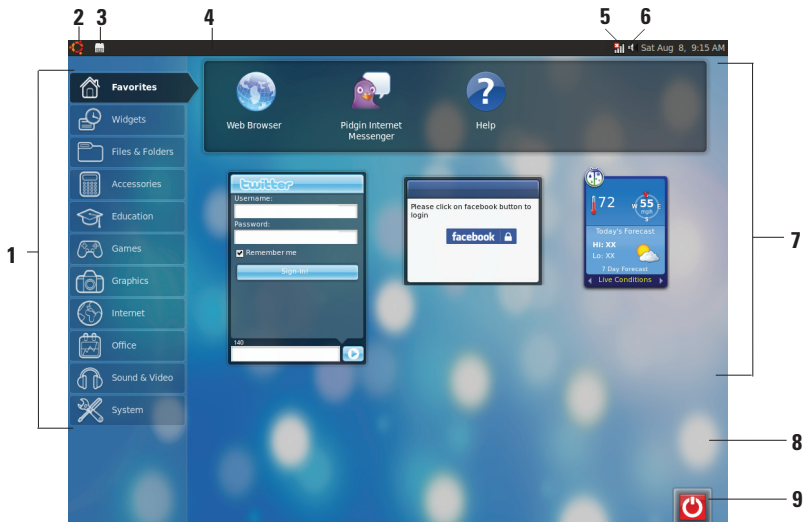 2 3 4 5 6
Sat Aug 8, 9:15 AM
1
Favorites
Widgets
Files & Folders
Accessories
Education
Games
Graphics
Internet
Office
Sound & Video
System
Web Browser
Pidgin Internet
Messenger
?
Help
twitter
Username:
Password:
Remember me
Sign-In!
140
Please click on facebook button to
login
facebook
72
W 55 E
mph
S
Today's Forecast
Hi: XX
Lo: XX
7 Day Forecast
Live Conditions
7
8
9